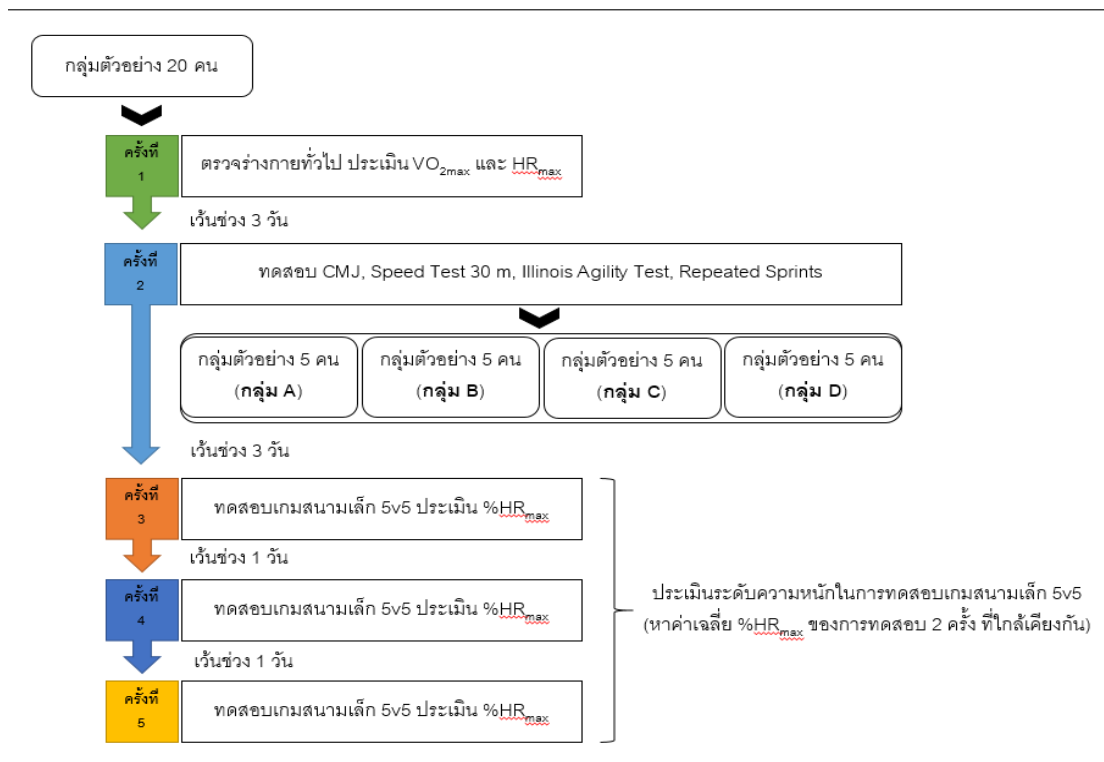 กลุ่มตัวอย่าง 20 คน
ครั้งที่
1
ตรวจร่างกายทั่วไป ประเมิน VO2max และ HRmax
เว้นช่วง 3 วัน
ครั้งที่
2
ทดสอบ CMJ, Speed Test 30 m, Illinois Agility Test, Repeated Sprints
กลุ่มตัวอย่าง 5 คน
(กลุ่ม A)
กลุ่มตัวอย่าง 5 คน
(กลุ่ม B)
กลุ่มตัวอย่าง 5 คน
(กลุ่ม C)
กลุ่มตัวอย่าง 5 คน
(กลุ่ม D)
เว้นช่วง 3 วัน
ครั้งที่
3
ทดสอบเกมสนามเล็ก 5v5 ประเมิน %HRmax
เว้นช่วง 1 วัน
ครั้งที่
4
ทดสอบเกมสนามเล็ก 5v5 ประเมิน %HRmax
เว้นช่วง 1 วัน
ครั้งที่
5
ทดสอบเกมสนามเล็ก 5v5 ประเมิน %HRmax
ประเมินระดับความหนักในการทดสอบเกมสนามเล็ก 5v5
(หาค่าเฉลี่ย %HRmax ของการทดสอบ 2 ครั้ง ที่ใกล้เคียงกัน)